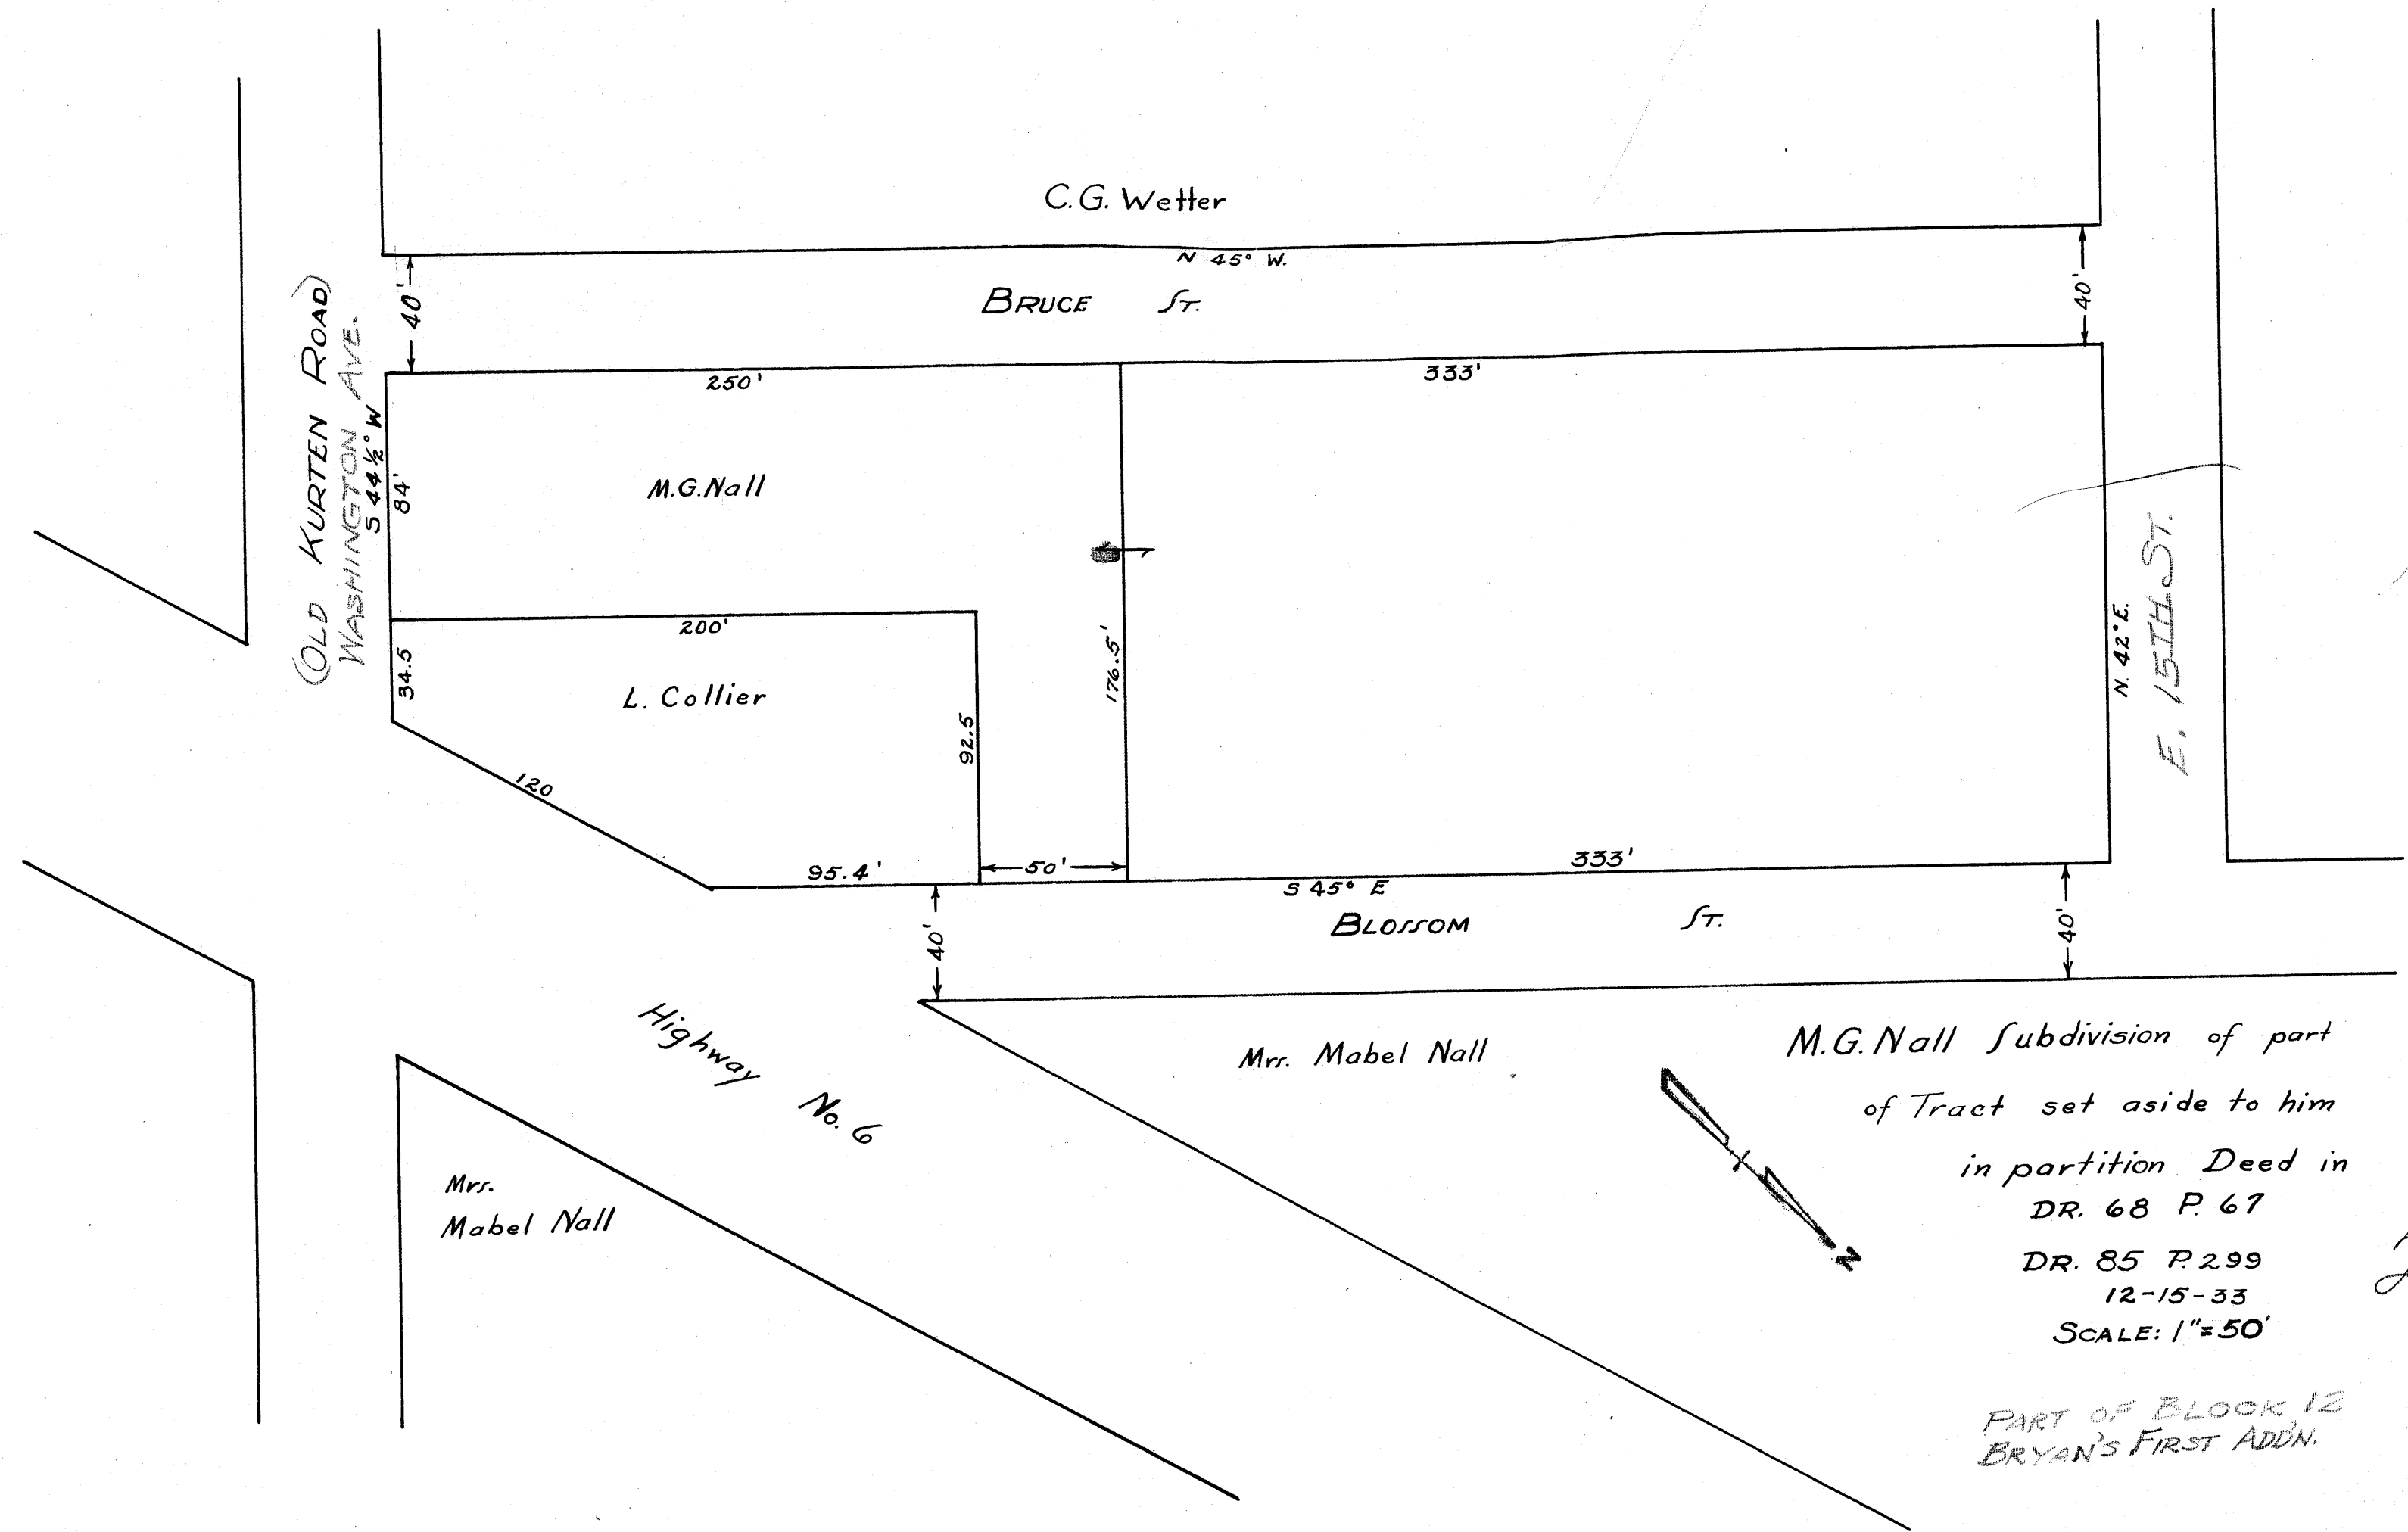 C.G. Wetter
N 45° W.
BRUCE ST.
40'
40'
(OLD KURTEN ROAD)
WASHINGTON AVE.
S 44½° W
84'
250'
333'
M.G. Nall
200'
34.5
L. Collier
92.5
176.5'
120
95.4'
50'
333'
S 45° E
N. 42° E.
E. 15TH ST.
BLOSSOM ST.
40'
40'
Highway No. 6
Mrs. Mabel Nall
Mrs.
Mabel Nall
N
M.G. Nall Subdivision of part
of Tract set aside to him
in partition Deed in
DR. 68 P. 67
DR. 85 P. 299
12-15-33
SCALE: 1"=50'
PART OF BLOCK 12
BRYAN'S FIRST ADD'N.